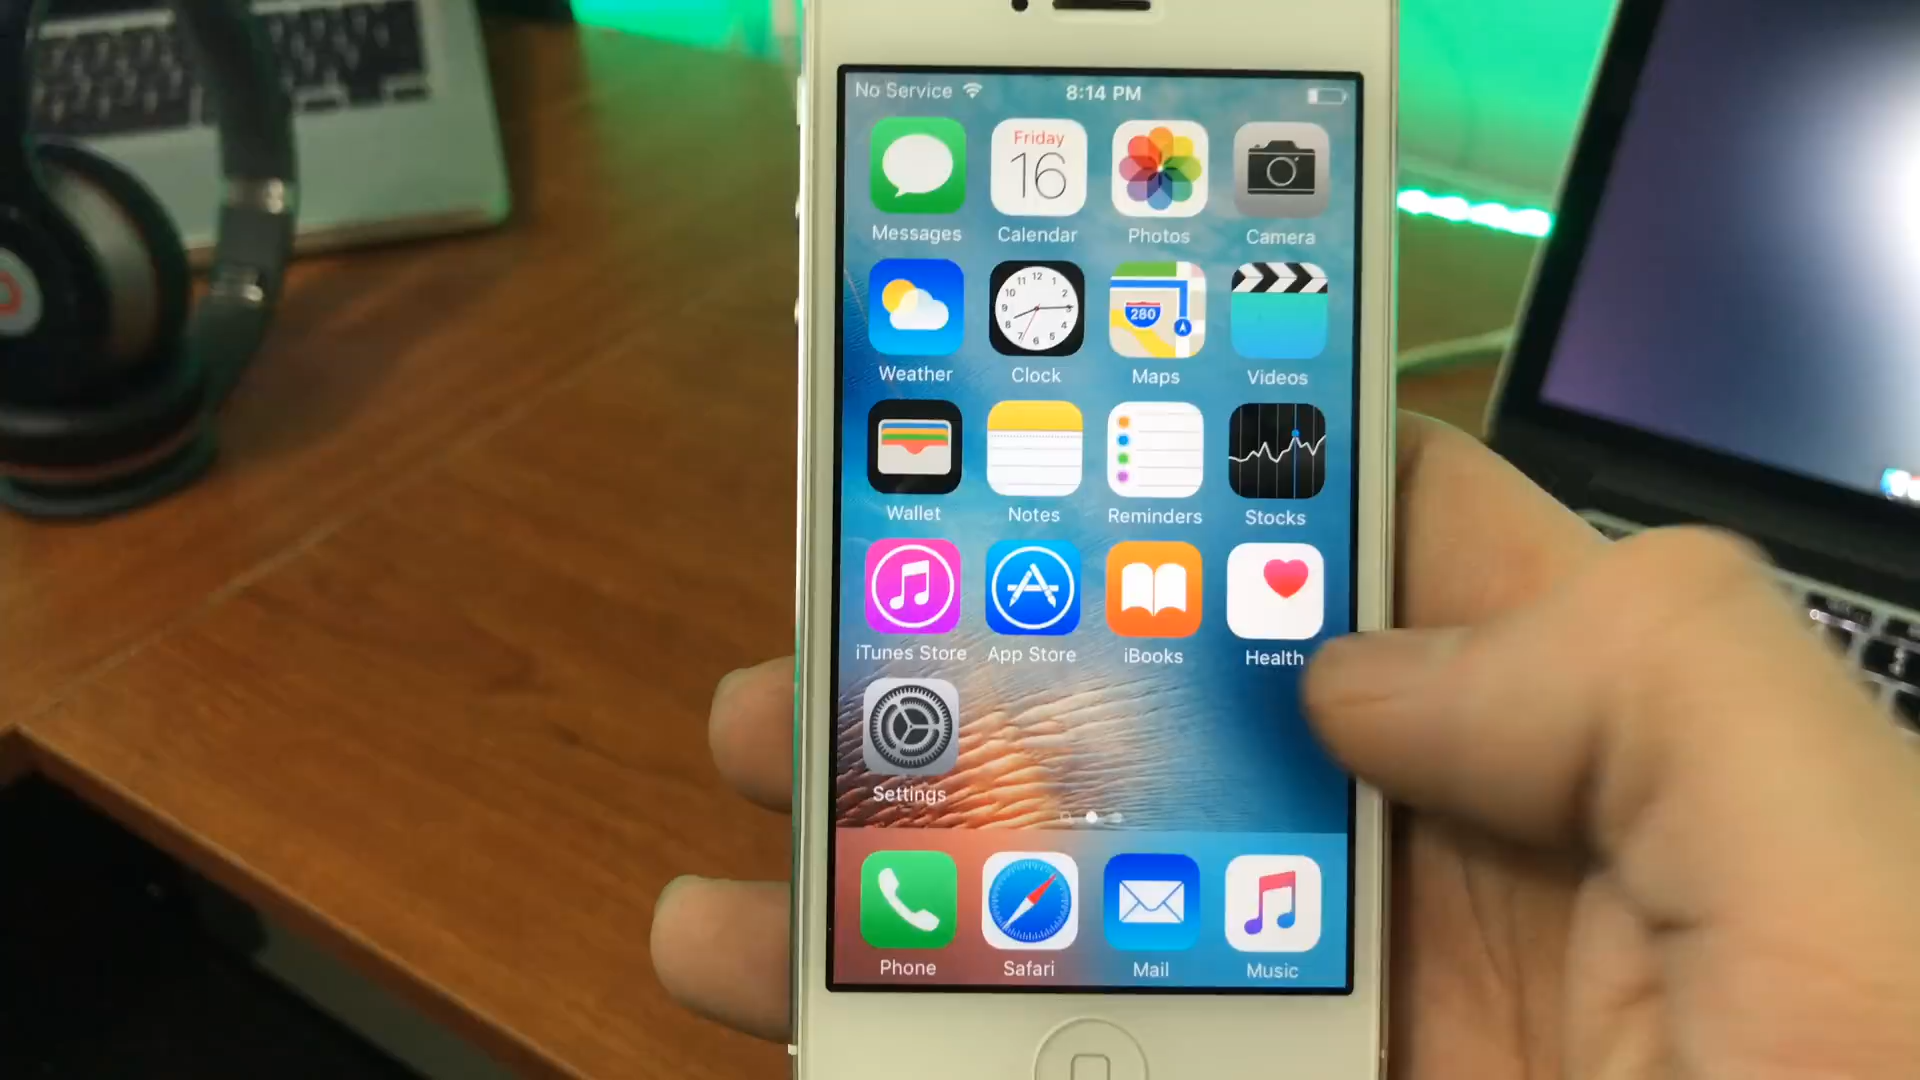 No Service 8:14 PM
Friday
16
Messages Calendar Photos Camera
280
Weather Clock Maps Videos
Wallet Notes Reminders Stocks
iTunes Store App Store iBooks Health
Settings
Phone Safari Mail Music